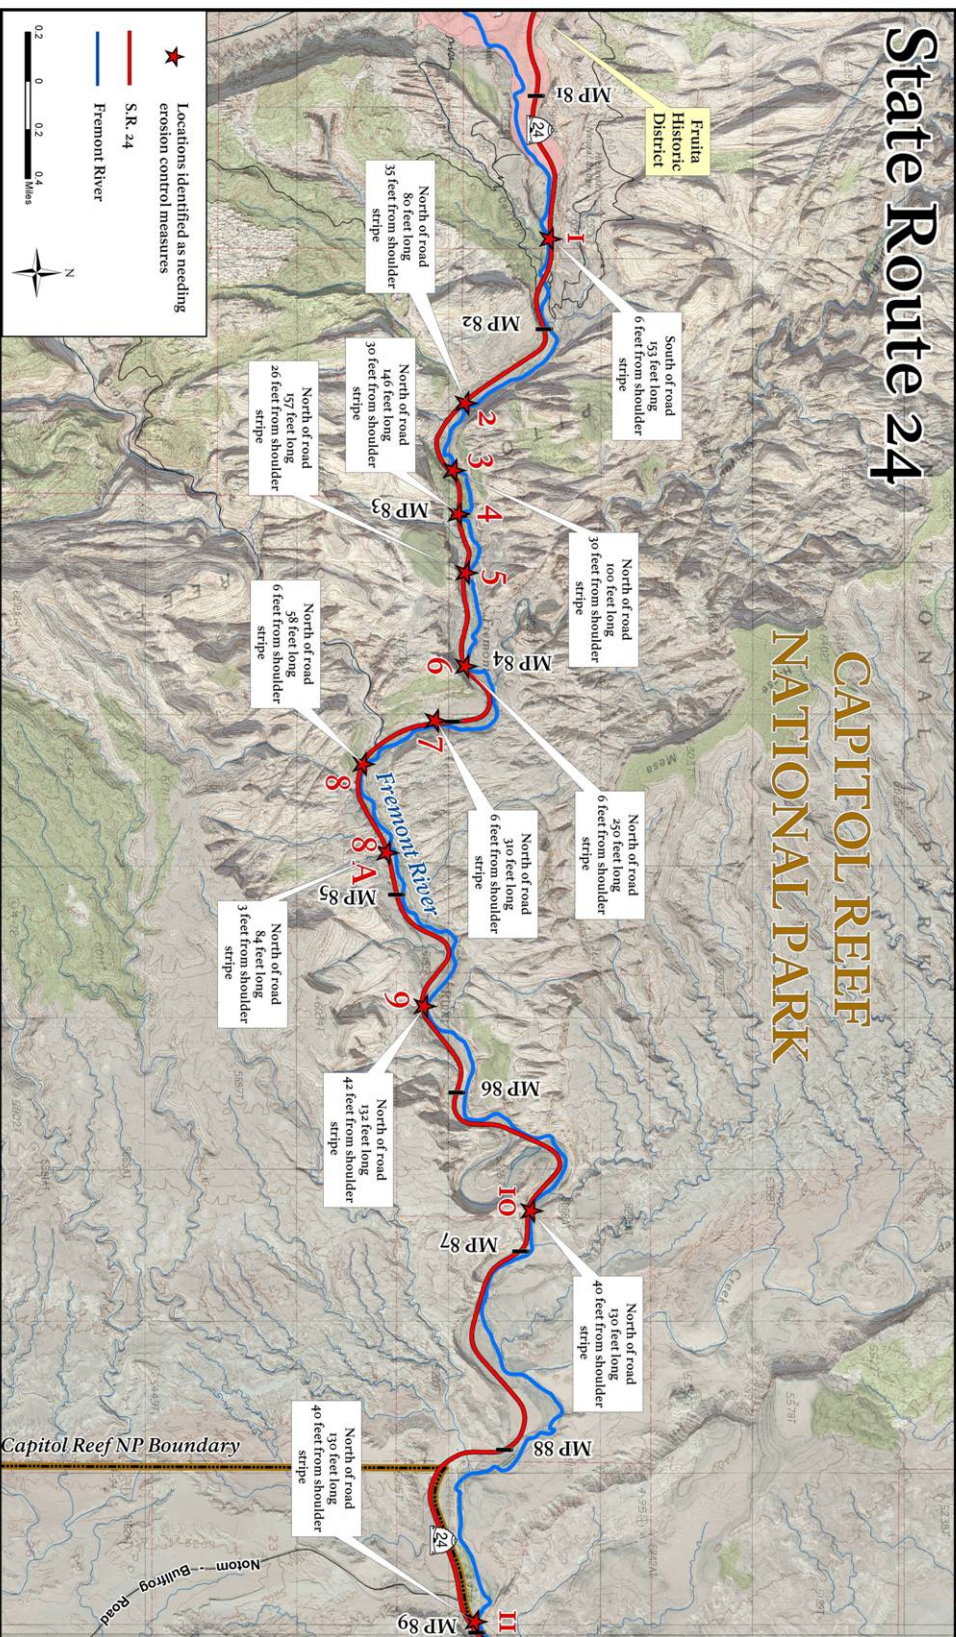 State Route 24
CAPITOL REEF
NATIONAL PARK
Fruita
Historic
District
MP 81
24
1
South of road
153 feet long
6 feet from shoulder
stripe
MP 82
North of road
80 feet long
35 feet from shoulder
stripe
2
3
North of road
100 feet long
30 feet from shoulder
stripe
North of road
146 feet long
30 feet from shoulder
stripe
4
MP 83
North of road
157 feet long
26 feet from shoulder
stripe
5
MP 84
6
North of road
250 feet long
6 feet from shoulder
stripe
7
North of road
310 feet long
6 feet from shoulder
stripe
North of road
58 feet long
6 feet from shoulder
stripe
8
Fremont River
8 A
MP 85
North of road
84 feet long
3 feet from shoulder
stripe
9
North of road
132 feet long
42 feet from shoulder
stripe
MP 86
10
MP 87
North of road
130 feet long
40 feet from shoulder
stripe
MP 88
Creek
Mesa
Capitol Reef NP Boundary
North of road
130 feet long
40 feet from shoulder
stripe
24
Notom - Bullfrog
Road
11
MP 89
Locations identified as needing
erosion control measures
S.R. 24
Fremont River
0.2 0 0.2 0.4
Miles
N